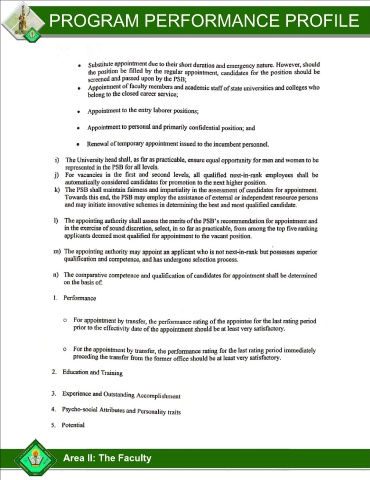 PROGRAM PERFORMANCE PROFILE
• Substitute appointment due to their short duration and emergency nature. However, should
the position be filled by the regular appointment, candidates for the position should be
screened and passed upon by the PSB;
• Appointment of faculty members and academic staff of state universities and colleges who
belong to the closed career service;
• Appointment to the entry laborer positions;
• Appointment to personal and primarily confidential position; and
• Renewal of temporary appointment issued to the incumbent personnel.
i) The University head shall, as far as practicable, ensure equal opportunity for men and women to be
represented in the PSB for all levels.
j) For vacancies in the first and second levels, all qualified next-in-rank employees shall be
automatically considered candidates for promotion to the next higher position.
k) The PSB shall maintain fairness and impartiality in the assessment of candidates for appointment.
Towards this end, the PSB may employ the assistance of external or independent resource persons
and may initiate innovative schemes in determining the best and most qualified candidate.
l) The appointing authority shall assess the merits of the PSB's recommendation for appointment and
in the exercise of sound discretion, select, in so far as practicable, from among the top five ranking
applicants deemed most qualified for appointment to the vacant position.
m) The appointing authority may appoint an applicant who is not next-in-rank but possesses superior
qualification and competence, and has undergone selection process.
n) The comparative competence and qualification of candidates for appointment shall be determined
on the basis of:
1. Performance
o For appointment by transfer, the performance rating of the appointee for the last rating period
prior to the effectivity date of the appointment should be at least very satisfactory.
o For the appointment by transfer, the performance rating for the last rating period immediately
preceding the transfer from the former office should be at least very satisfactory.
2. Education and Training
3. Experience and Outstanding Accomplishment
4. Psycho-social Attributes and Personality traits
5. Potential
Area II: The Faculty